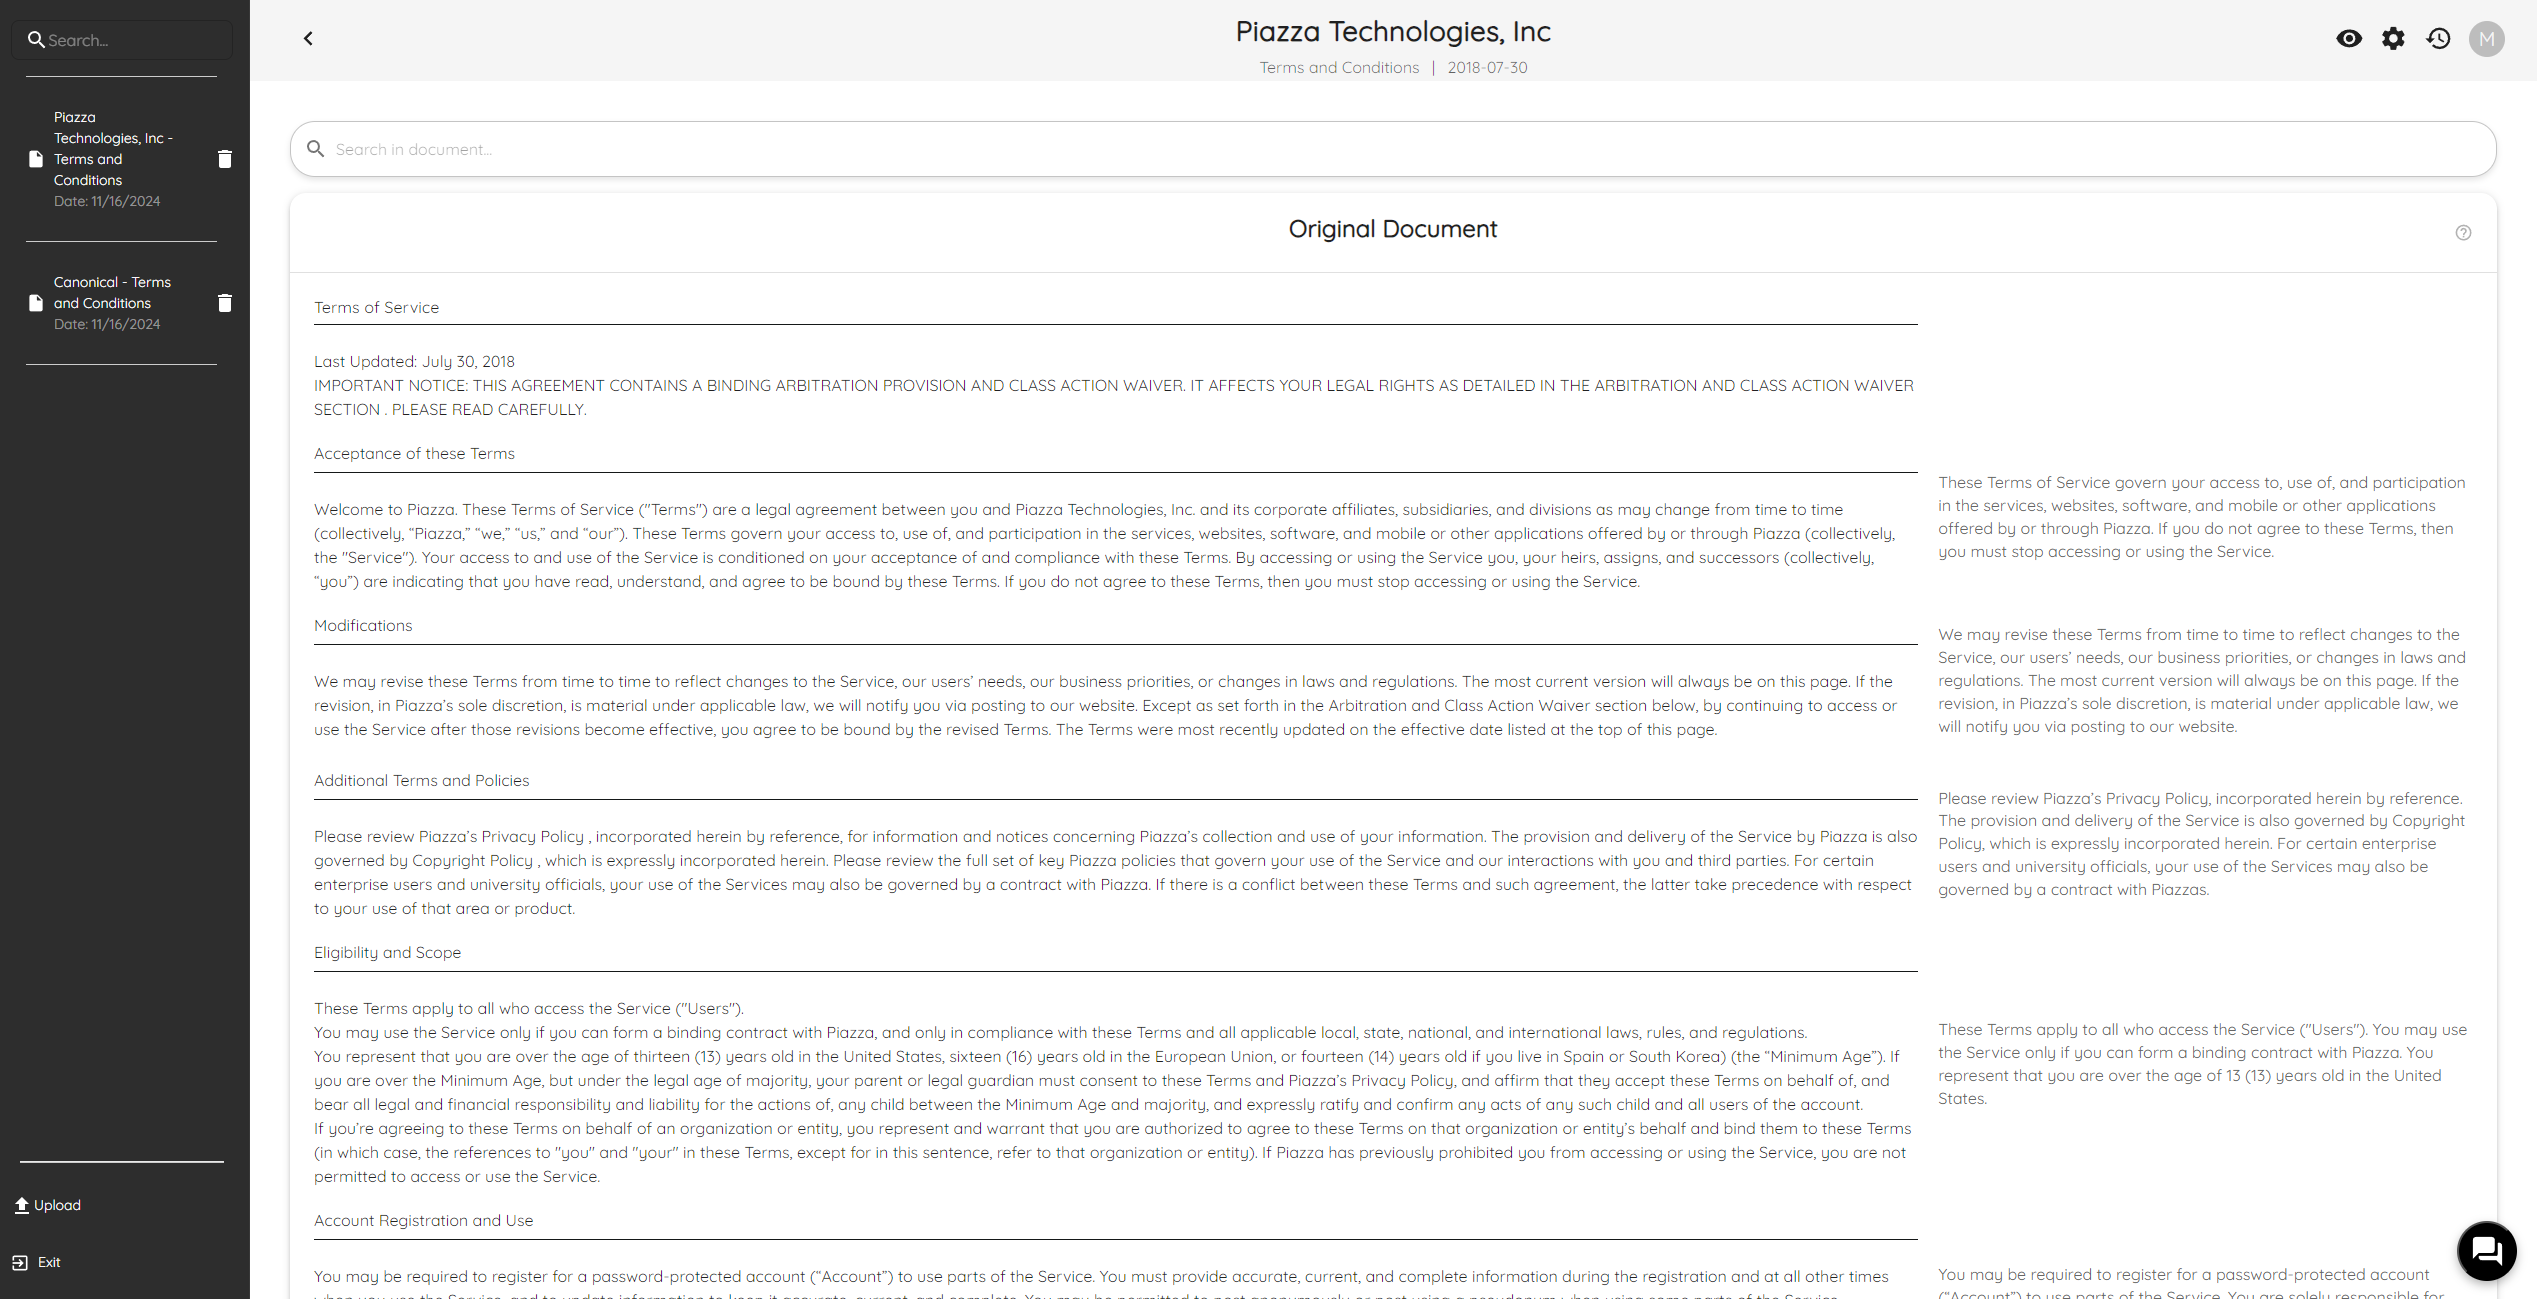 Search...
Piazza
Technologies, Inc -
Terms and
Conditions
Date: 11/16/2024
Canonical - Terms
and Conditions
Date: 11/16/2024
Upload
Exit
Piazza Technologies, Inc
Terms and Conditions | 2018-07-30
M
Search in document...
Original Document
Terms of Service
Last Updated: July 30, 2018
IMPORTANT NOTICE: THIS AGREEMENT CONTAINS A BINDING ARBITRATION PROVISION AND CLASS ACTION WAIVER. IT AFFECTS YOUR LEGAL RIGHTS AS DETAILED IN THE ARBITRATION AND CLASS ACTION WAIVER
SECTION . PLEASE READ CAREFULLY.
Acceptance of these Terms
Welcome to Piazza. These Terms of Service ("Terms") are a legal agreement between you and Piazza Technologies, Inc. and its corporate affiliates, subsidiaries, and divisions as may change from time to time
(collectively, “Piazza,” “we,” “us,” and “our”). These Terms govern your access to, use of, and participation in the services, websites, software, and mobile or other applications offered by or through Piazza (collectively,
the "Service"). Your access to and use of the Service is conditioned on your acceptance of and compliance with these Terms. By accessing or using the Service you, your heirs, assigns, and successors (collectively,
“you”) are indicating that you have read, understand, and agree to be bound by these Terms. If you do not agree to these Terms, then you must stop accessing or using the Service.
These Terms of Service govern your access to, use of, and participation
in the services, websites, software, and mobile or other applications
offered by or through Piazza. If you do not agree to these Terms, then
you must stop accessing or using the Service.
Modifications
We may revise these Terms from time to time to reflect changes to the Service, our users’ needs, our business priorities, or changes in laws and regulations. The most current version will always be on this page. If the
revision, in Piazza’s sole discretion, is material under applicable law, we will notify you via posting to our website. Except as set forth in the Arbitration and Class Action Waiver section below, by continuing to access or
use the Service after those revisions become effective, you agree to be bound by the revised Terms. The Terms were most recently updated on the effective date listed at the top of this page.
We may revise these Terms from time to time to reflect changes to the
Service, our users’ needs, our business priorities, or changes in laws and
regulations. The most current version will always be on this page. If the
revision, in Piazza’s sole discretion, is material under applicable law, we
will notify you via posting to our website.
Additional Terms and Policies
Please review Piazza’s Privacy Policy , incorporated herein by reference, for information and notices concerning Piazza’s collection and use of your information. The provision and delivery of the Service by Piazza is also
governed by Copyright Policy , which is expressly incorporated herein. Please review the full set of key Piazza policies that govern your use of the Service and our interactions with you and third parties. For certain
enterprise users and university officials, your use of the Services may also be governed by a contract with Piazza. If there is a conflict between these Terms and such agreement, the latter take precedence with respect
to your use of that area or product.
Please review Piazza’s Privacy Policy, incorporated herein by reference.
The provision and delivery of the Service is also governed by Copyright
Policy, which is expressly incorporated herein. For certain enterprise
users and university officials, your use of the Services may also be
governed by a contract with Piazzas.
Eligibility and Scope
These Terms apply to all who access the Service ("Users").
You may use the Service only if you can form a binding contract with Piazza, and only in compliance with these Terms and all applicable local, state, national, and international laws, rules, and regulations.
You represent that you are over the age of thirteen (13) years old in the United States, sixteen (16) years old in the European Union, or fourteen (14) years old if you live in Spain or South Korea) (the “Minimum Age”). If
you are over the Minimum Age, but under the legal age of majority, your parent or legal guardian must consent to these Terms and Piazza’s Privacy Policy, and affirm that they accept these Terms on behalf of, and
bear all legal and financial responsibility and liability for the actions of, any child between the Minimum Age and majority, and expressly ratify and confirm any acts of any such child and all users of the account.
If you’re agreeing to these Terms on behalf of an organization or entity, you represent and warrant that you are authorized to agree to these Terms on that organization or entity’s behalf and bind them to these Terms
(in which case, the references to "you" and "your" in these Terms, except for in this sentence, refer to that organization or entity). If Piazza has previously prohibited you from accessing or using the Service, you are not
permitted to access or use the Service.
These Terms apply to all who access the Service ("Users"). You may use
the Service only if you can form a binding contract with Piazza. You
represent that you are over the age of 13 (13) years old in the United
States.
Account Registration and Use
You may be required to register for a password-protected account (“Account”) to use parts of the Service. You must provide accurate, current, and complete information during the registration and at all other times
when you use the Service, and to update information to keep it accurate, current, and complete. You may be permitted to post anonymously or post using a pseudonym when using some parts of the Service.
You may be required to register for a password-protected account
(“Account”) to use parts of the Service. You are solely responsible for